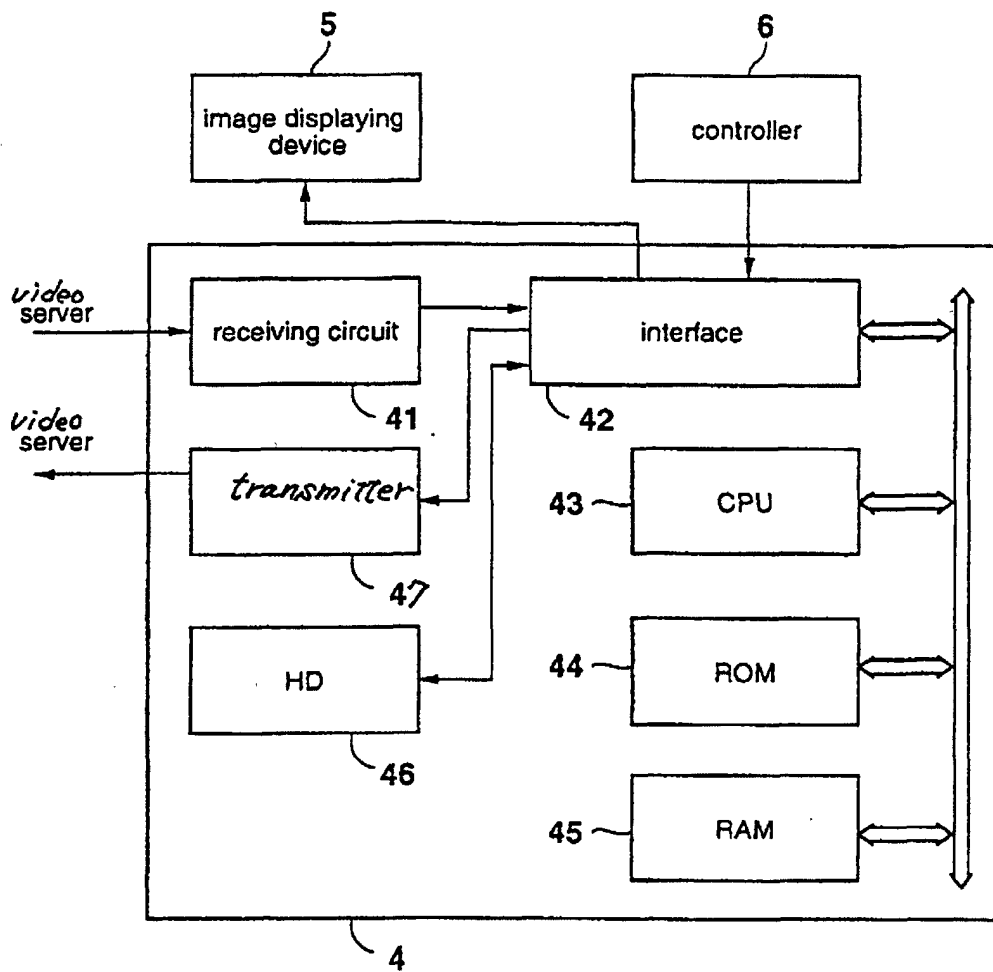 5
6
image displaying
device
controller
video
server
receiving circuit
interface
41
42
video
server
transmitter
43
CPU
47
44
ROM
HD
46
45
RAM
4